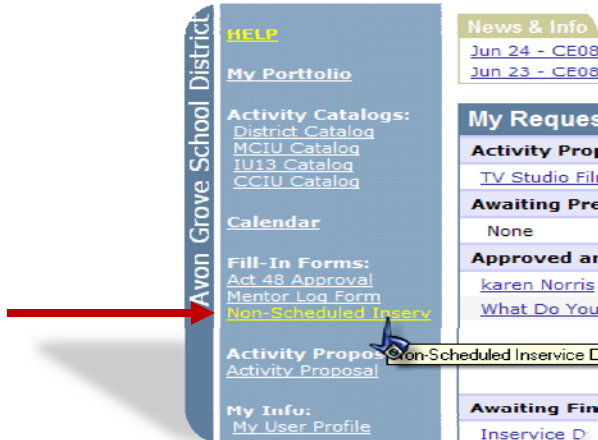 Avon Grove School District
HELP
My Portfolio
Activity Catalogs:
District Catalog
MCIU Catalog
IU13 Catalog
CCIU Catalog
Calendar
Fill-In Forms:
Act 48 Approval
Mentor Log Form
Non-Scheduled Inserv
Activity Propos
Activity Proposal
My Info:
My User Profile
News & Info
Jun 24 - CE08
Jun 23 - CE08
My Reques
Activity Prop
TV Studio Fil
Awaiting Pre
None
Approved a
karen Norris
What Do You
Non-Scheduled Inservice D
Awaiting Fin
Inservice D